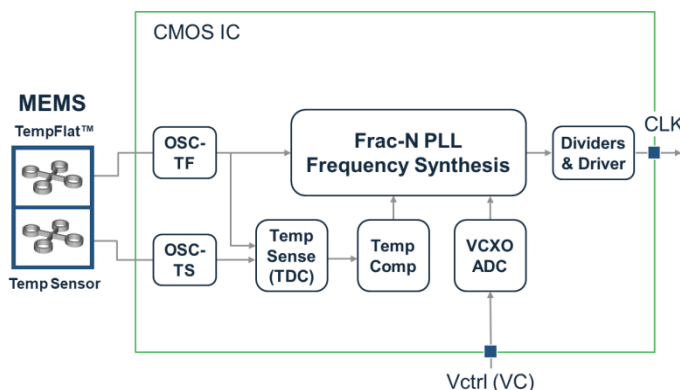 CMOS IC
MEMS
TempFlat™
OSC-
TF
Frac-N PLL
Frequency Synthesis
Dividers
& Driver
CLK
OSC-
TS
Temp
Sense
(TDC)
Temp
Comp
VCXO
ADC
Temp Sensor
Vctrl (VC)